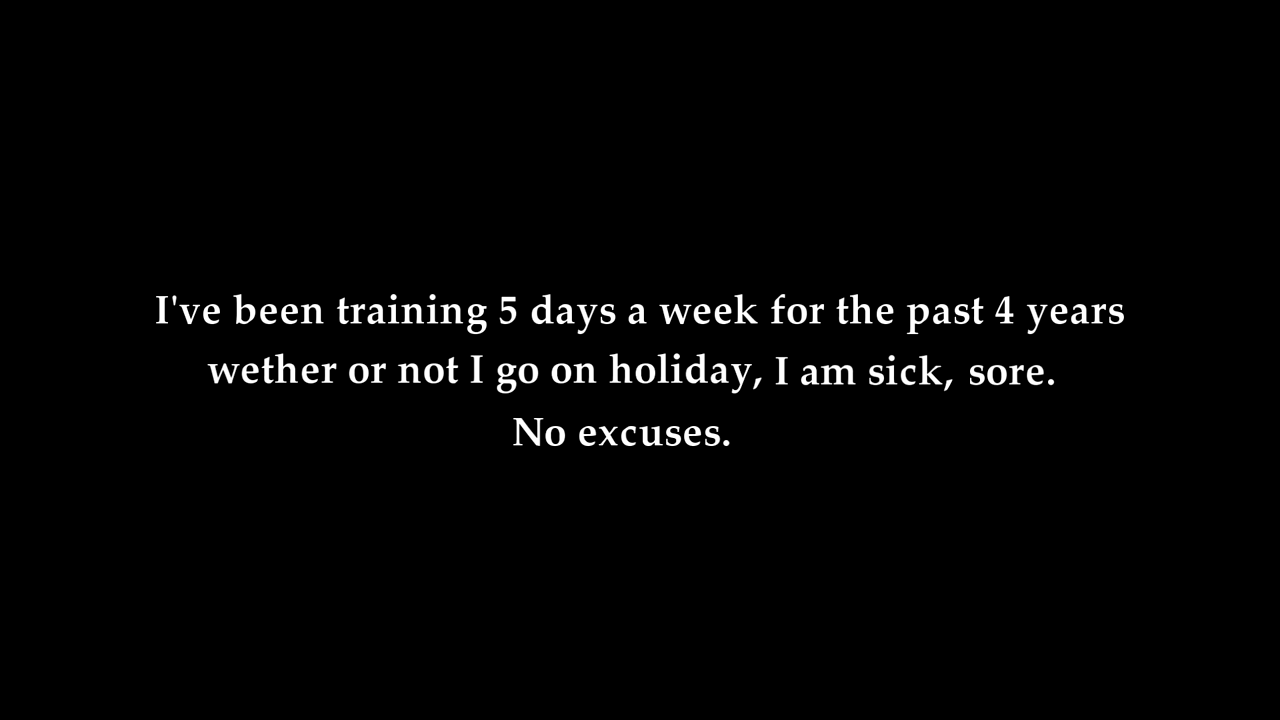 I've been training 5 days a week for the past 4 years
wether or not I go on holiday, I am sick, sore.
No excuses.